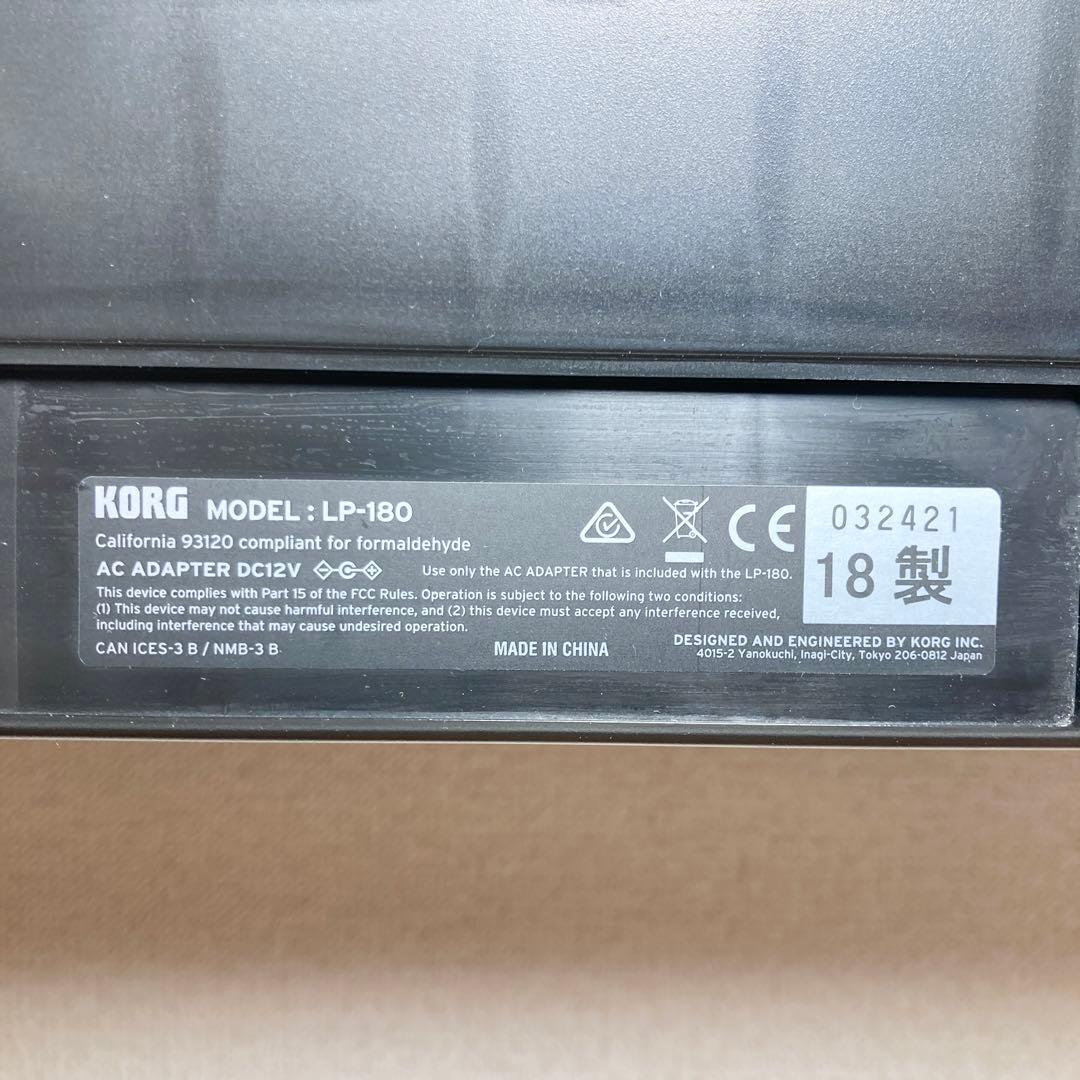 KORG MODEL : LP-180
California 93120 compliant for formaldehyde
AC ADAPTER DC12V
Use only the AC ADAPTER that is included with the LP-180.
This device complies with Part 15 of the FCC Rules. Operation is subject to the following two conditions:
(1) This device may not cause harmful interference, and (2) this device must accept any interference received,
including interference that may cause undesired operation.
CAN ICES-3 B / NMB-3 B
MADE IN CHINA
CE
032421
18 製
DESIGNED AND ENGINEERED BY KORG INC.
4015-2 Yanokuchi, Inagi-City, Tokyo 206-0812 Japan